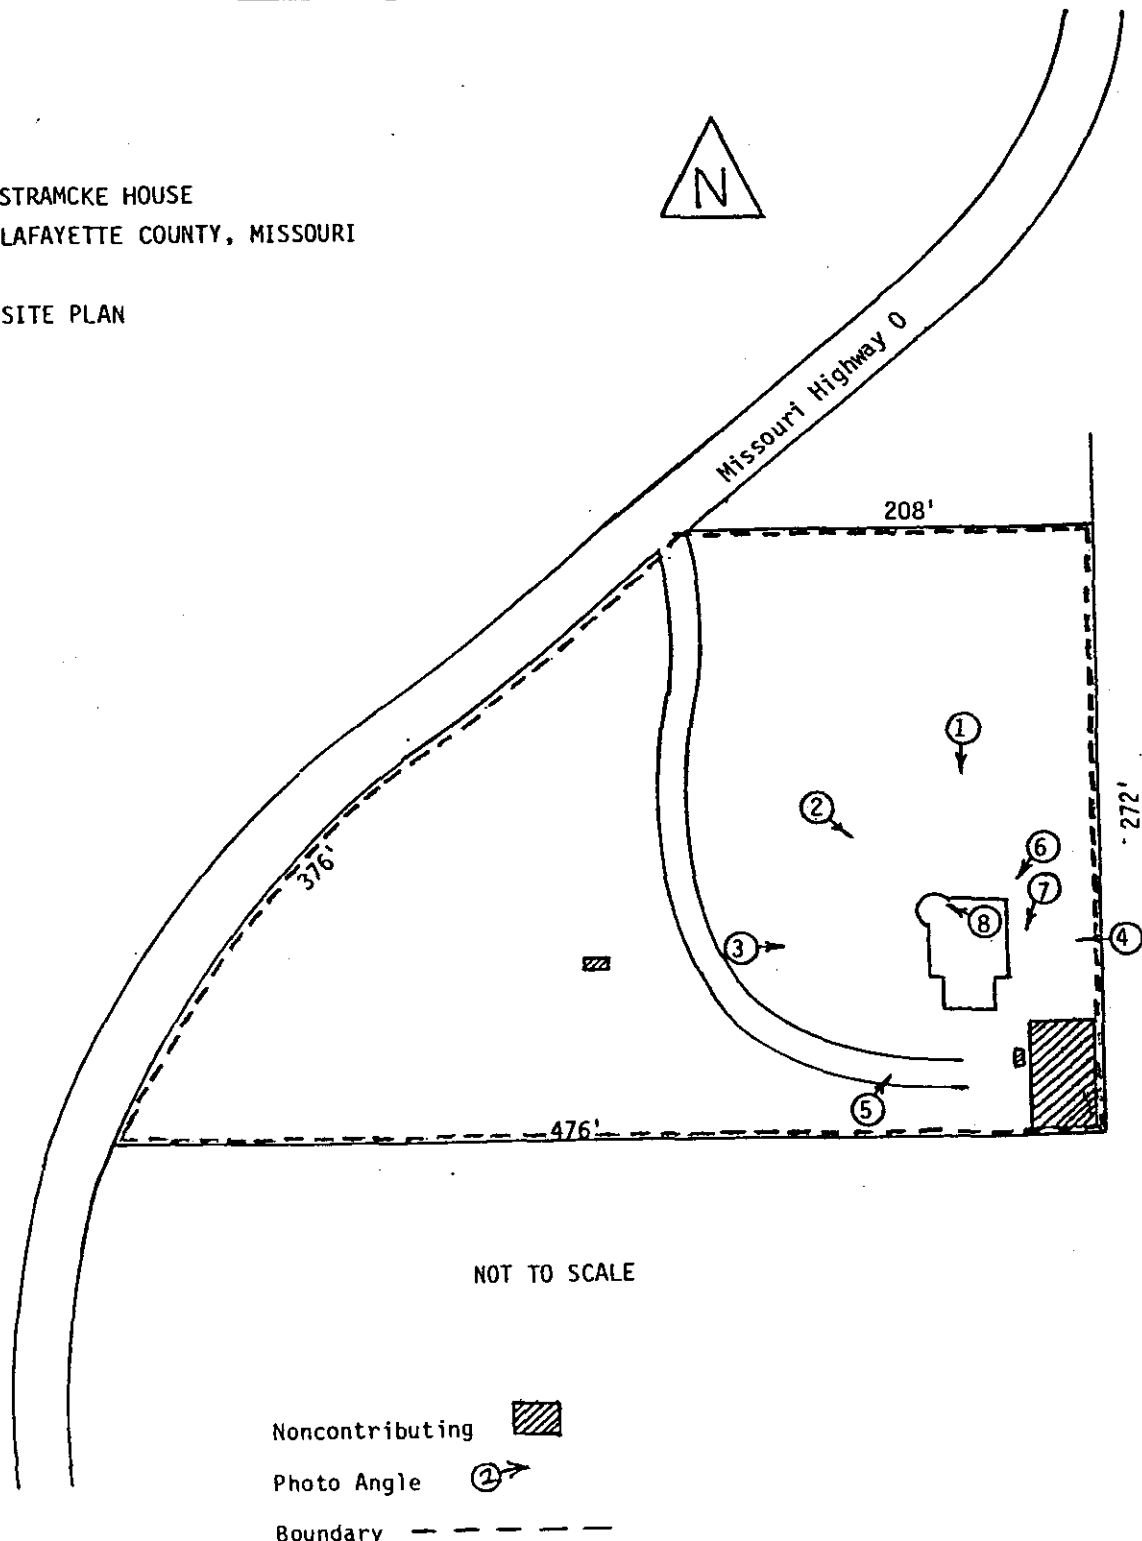 STRAMCKE HOUSE
LAFAYETTE COUNTY, MISSOURI
SITE PLAN
N
Missouri Highway O
208'
272'
376'
476'
1
2
3
4
5
6
7
8
NOT TO SCALE
Noncontributing
Photo Angle 2
Boundary